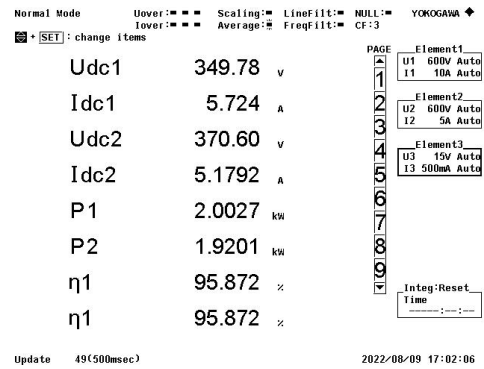 Normal Mode Uover: Scaling: LineFilt: NULL: YOKOGAWA
Iover: Average: FreqFilt: CF:3
+ SET : change items
PAGE
Udc1 349.78 V
Idc1 5.724 A
Udc2 370.60 V
Idc2 5.1792 A
P1 2.0027 kW
P2 1.9201 kW
η1 95.872 %
η1 95.872 %
1
2
3
4
5
6
7
8
9
Element1
U1 600V Auto
I1 10A Auto
Element2
U2 600V Auto
I2 5A Auto
Element3
U3 15V Auto
I3 500mA Auto
Integ:Reset
Time
-----:--:--
Update 49(500msec) 2022/08/09 17:02:06